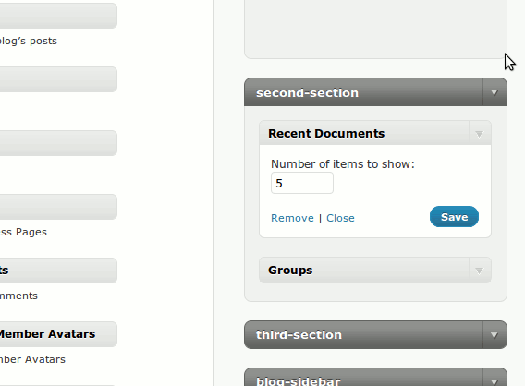 blog's posts
ss Pages
ts
mments
Member Avatars
mber Avatars
second-section
Recent Documents
Number of items to show:
5
Remove | Close
Save
Groups
third-section
blog-sidebar